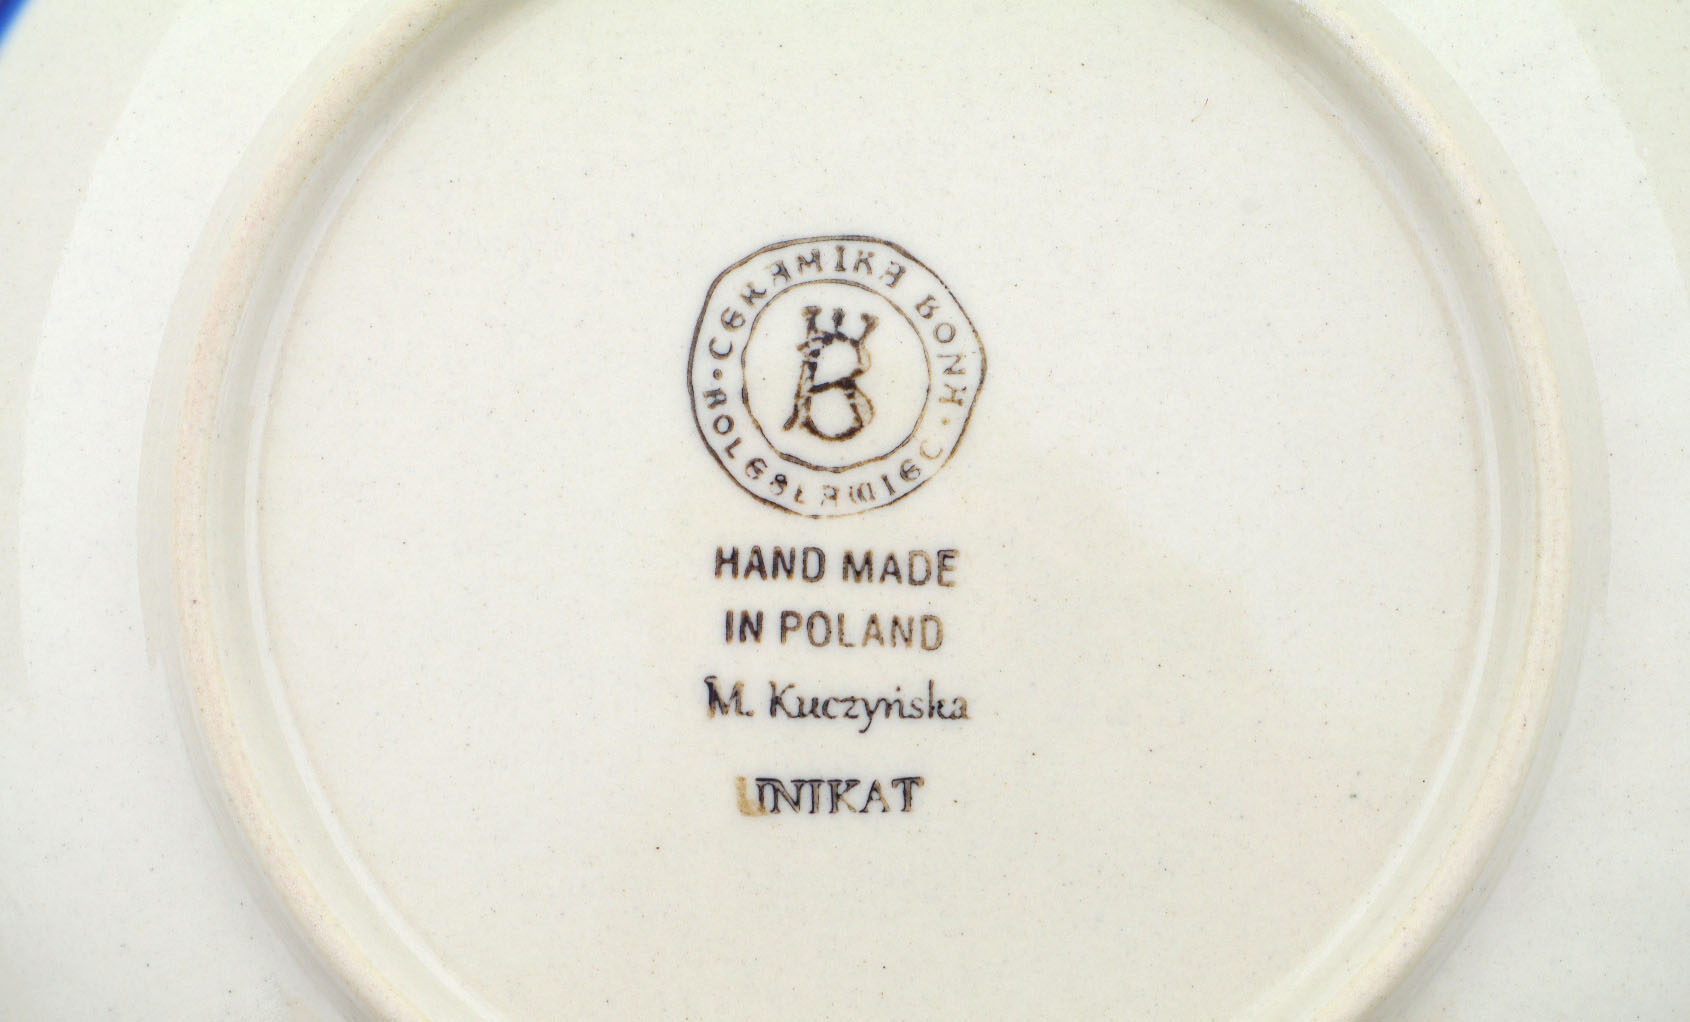 CERAMIKA BONA
· BOLESŁAWIEC ·
B
HAND MADE
IN POLAND
M. Kuczyńska
UNIKAT